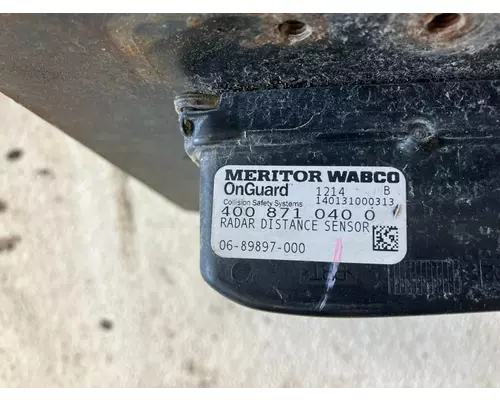 MERITOR WABCO
OnGuard 1214 B
Collision Safety Systems 140131000313
400 871 040 0
RADAR DISTANCE SENSOR
06-89897-000